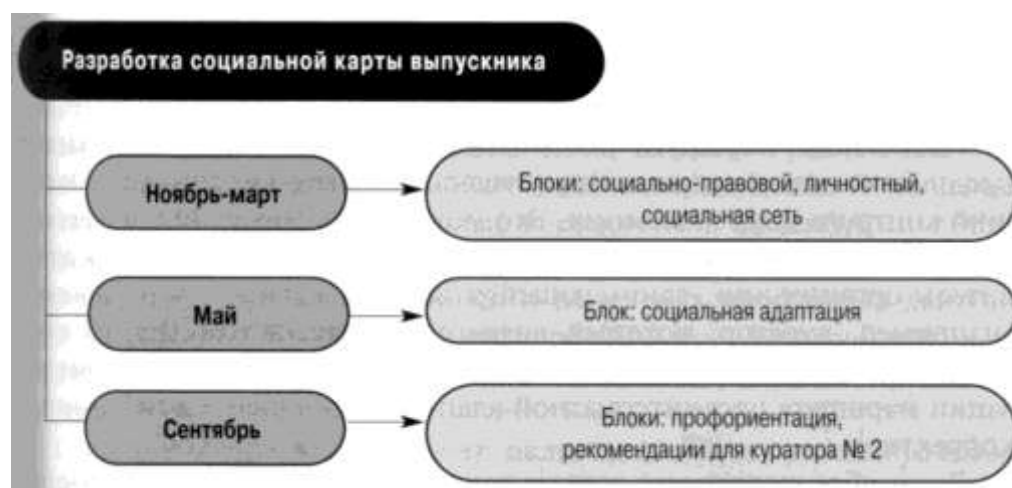 Разработка социальной карты выпускника
Ноябрь-март
Блоки: социально-правовой, личностный,
социальная сеть
Май
Блок: социальная адаптация
Сентябрь
Блоки: профориентация,
рекомендации для куратора № 2